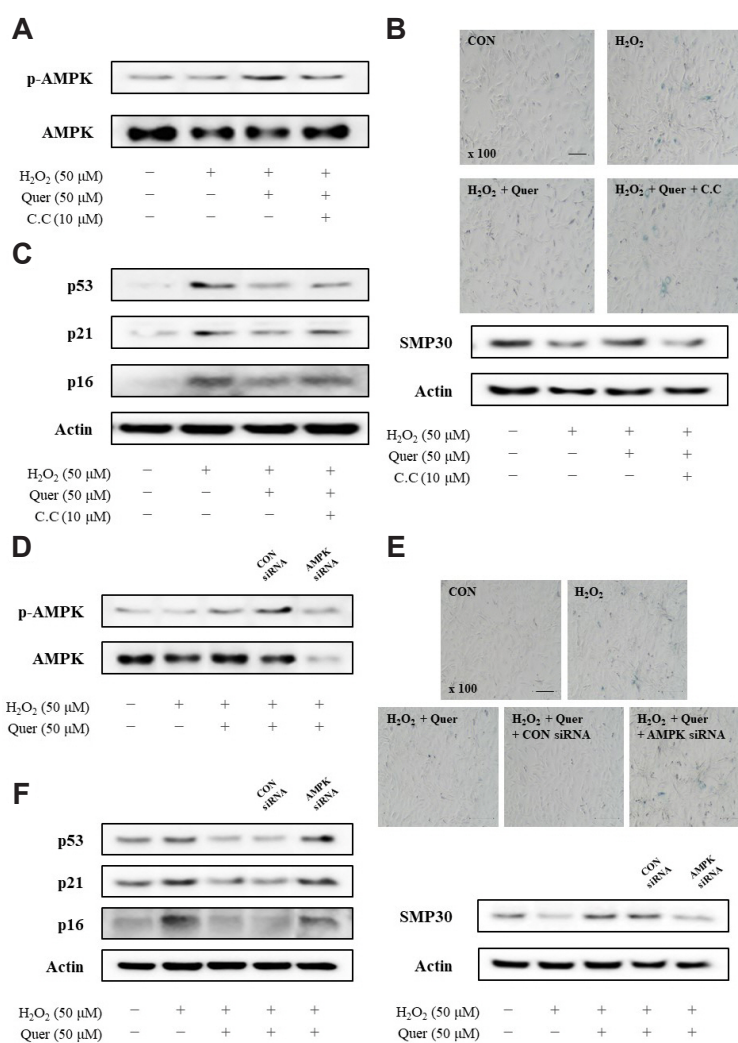 A
p-AMPK
AMPK
H₂O₂ (50 μM) − + + +
Quer (50 μM) − − + +
C.C (10 μM) − − − +
B
CON
x 100
H₂O₂
H₂O₂ + Quer
H₂O₂ + Quer + C.C
SMP30
Actin
H₂O₂ (50 μM) − + + +
Quer (50 μM) − − + +
C.C (10 μM) − − − +
C
p53
p21
p16
Actin
H₂O₂ (50 μM) − + + +
Quer (50 μM) − − + +
C.C (10 μM) − − − +
D
CON siRNA
AMPK siRNA
p-AMPK
AMPK
H₂O₂ (50 μM) − + + + +
Quer (50 μM) − − + + +
E
CON
x 100
H₂O₂
H₂O₂ + Quer
H₂O₂ + Quer
+ CON siRNA
H₂O₂ + Quer
+ AMPK siRNA
CON siRNA
AMPK siRNA
SMP30
Actin
H₂O₂ (50 μM) − + + + +
Quer (50 μM) − − + + +
F
CON siRNA
AMPK siRNA
p53
p21
p16
Actin
H₂O₂ (50 μM) − + + + +
Quer (50 μM) − − + + +